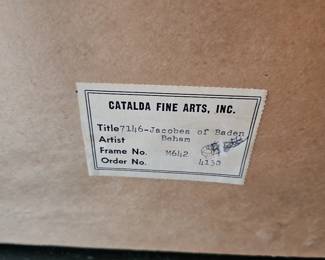 CATALDA FINE ARTS, INC.
Title 7146-Jacobea of Baden
Artist Beham
Frame No. M642
Order No. 4130